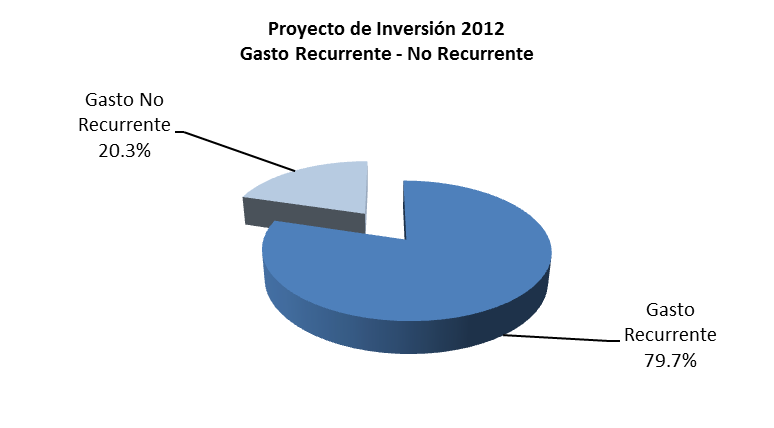 Proyecto de Inversión 2012
Gasto Recurrente - No Recurrente
Gasto No
Recurrente
20.3%
Gasto
Recurrente
79.7%